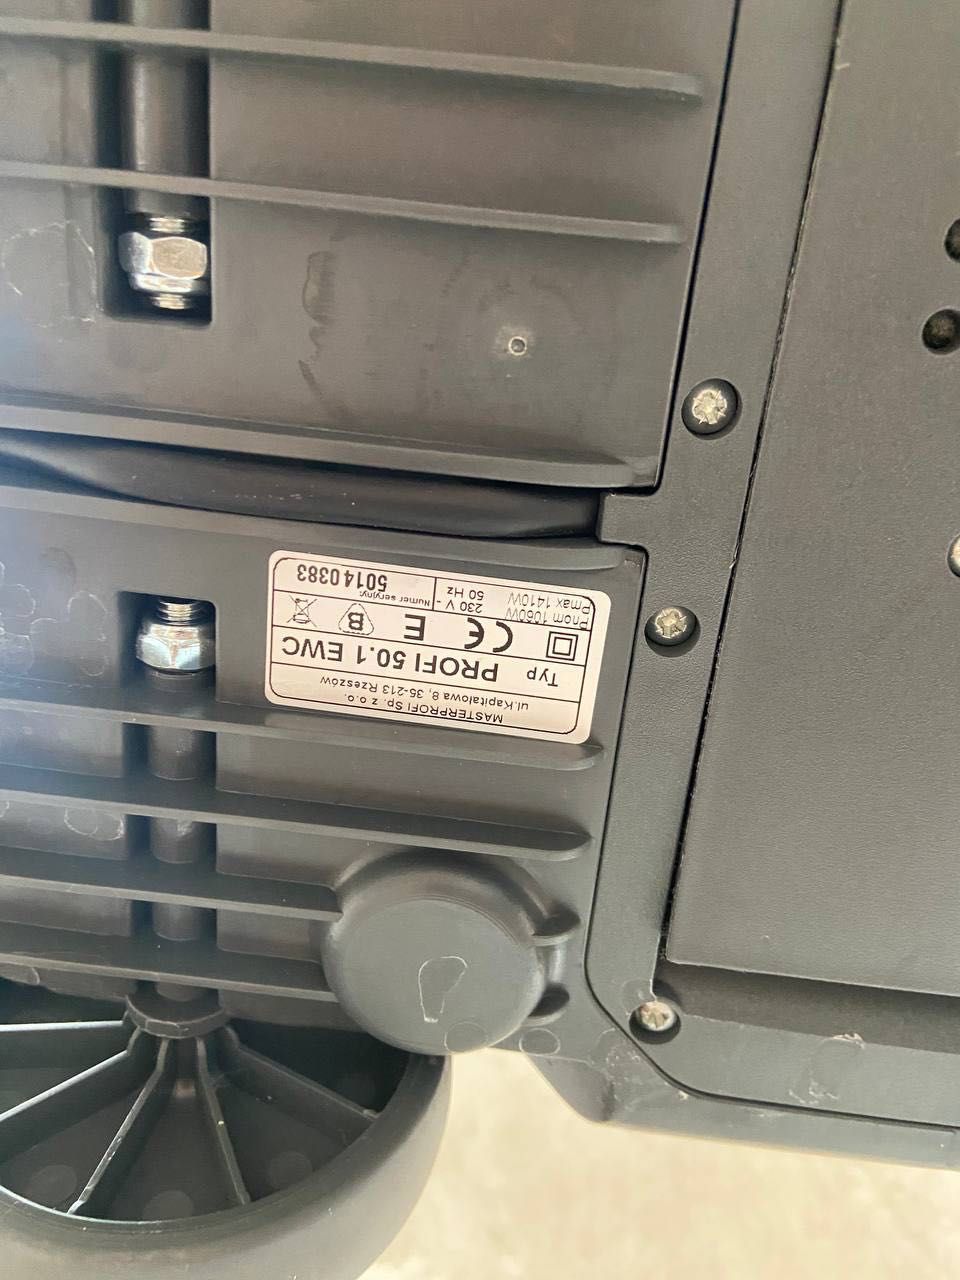 MASTERPROFI Sp. z o.o.
ul.Kapitałowa 8, 35-213 Rzeszów
Typ PROFI 50.1 EWC
CE E B
Pnom 1060W
Pmax 1410W
230 V ~
50 Hz
Numer seryjny:
50140383